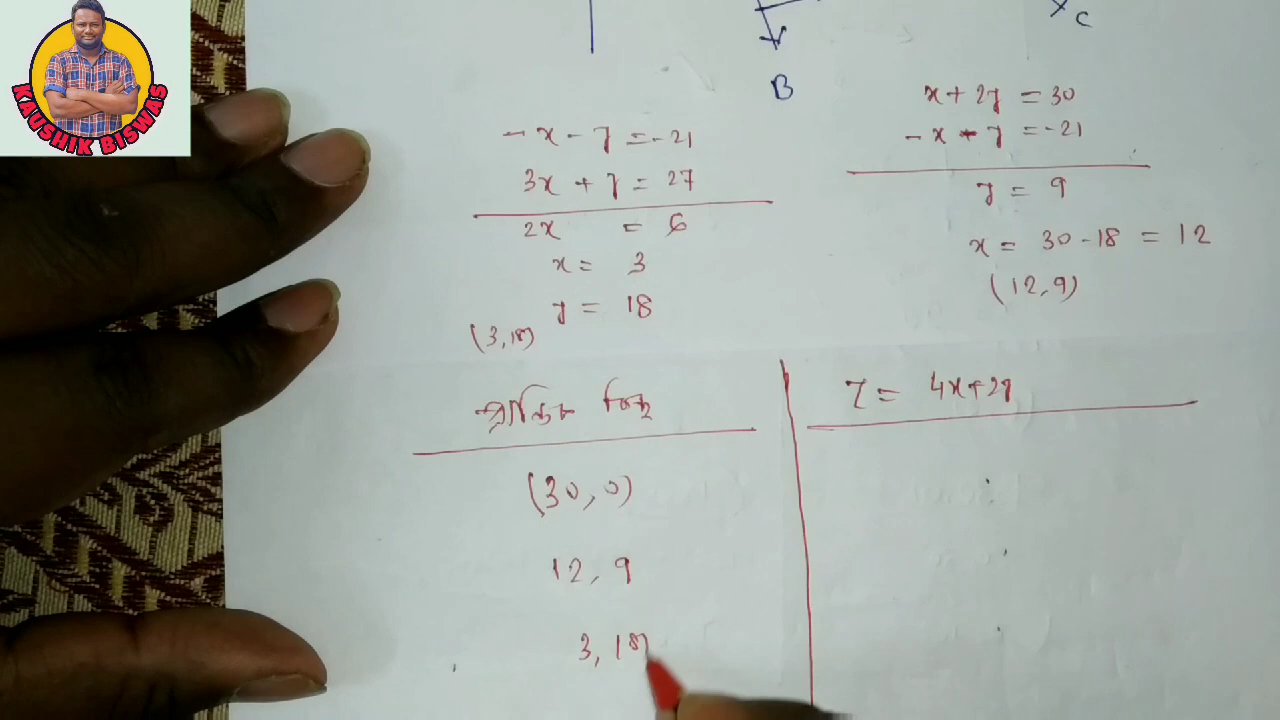 KAUSHIK BISWAS
B
C
- x - y = -21
3x + y = 27
2x = 6
x = 3
y = 18
(3,18)
x + 2y = 30
- x - y = -21
y = 9
x = 30 - 18 = 12
(12,9)
প্রান্তিক বিন্দু
Z = 4x+2y
(30,0)
12, 9
3, 18)